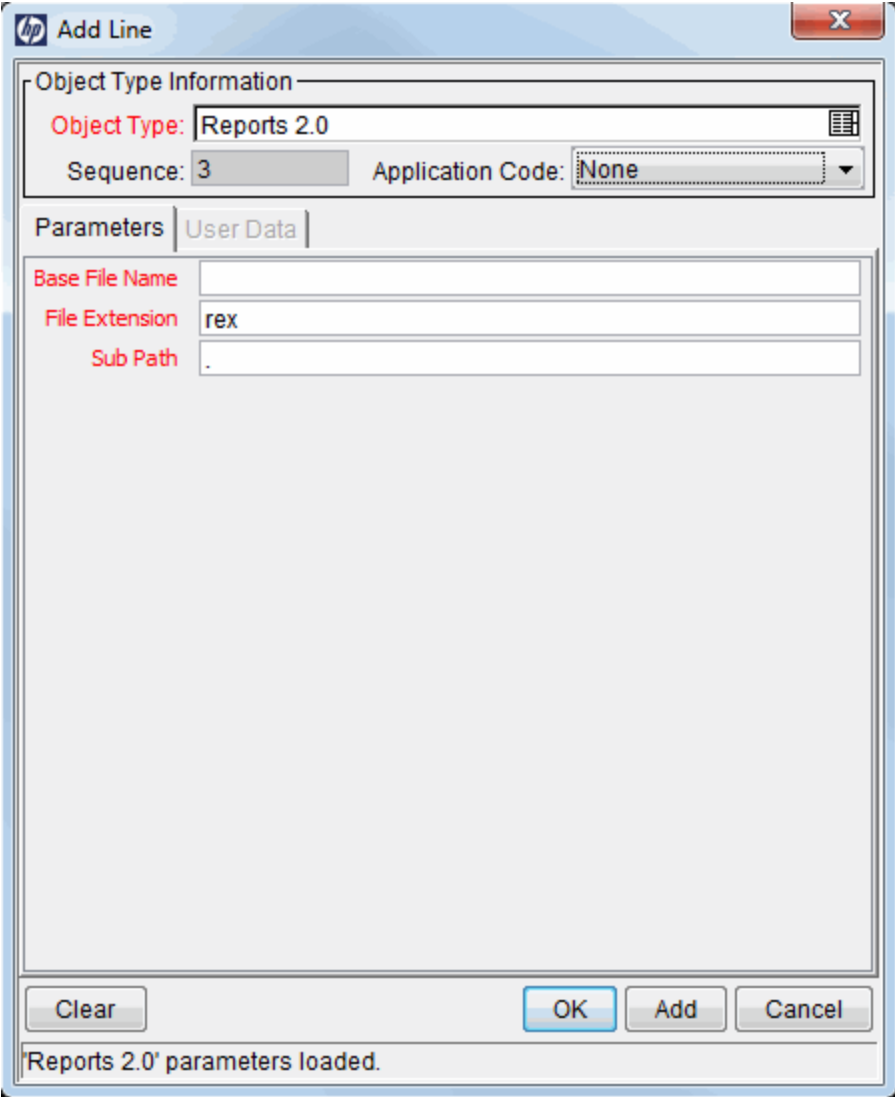 hp Add Line
X
Object Type Information
Object Type: Reports 2.0
Sequence: 3 Application Code: None
Parameters User Data
Base File Name
File Extension rex
Sub Path .
Clear OK Add Cancel
'Reports 2.0' parameters loaded.